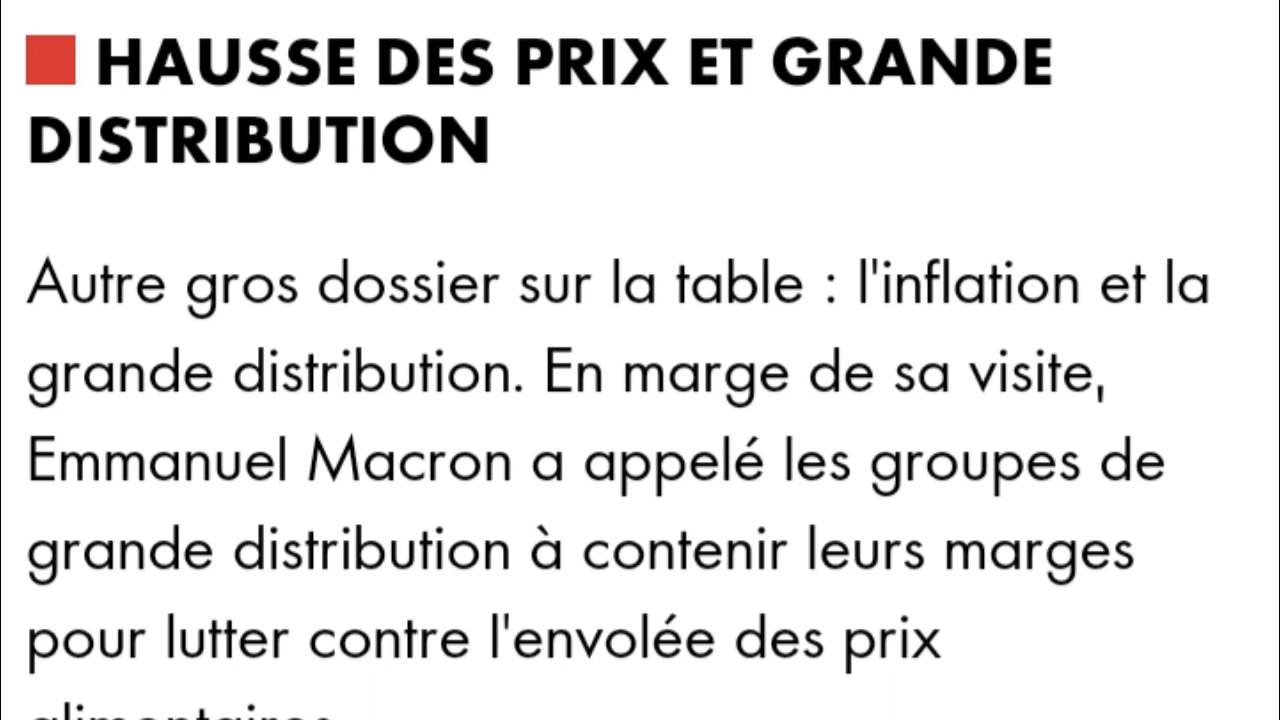 HAUSSE DES PRIX ET GRANDE
DISTRIBUTION
Autre gros dossier sur la table : l'inflation et la
grande distribution. En marge de sa visite,
Emmanuel Macron a appelé les groupes de
grande distribution à contenir leurs marges
pour lutter contre l'envolée des prix
alimentaires